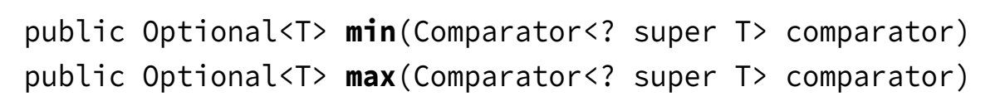 public Optional<T> min(Comparator<? super T> comparator)
public Optional<T> max(Comparator<? super T> comparator)